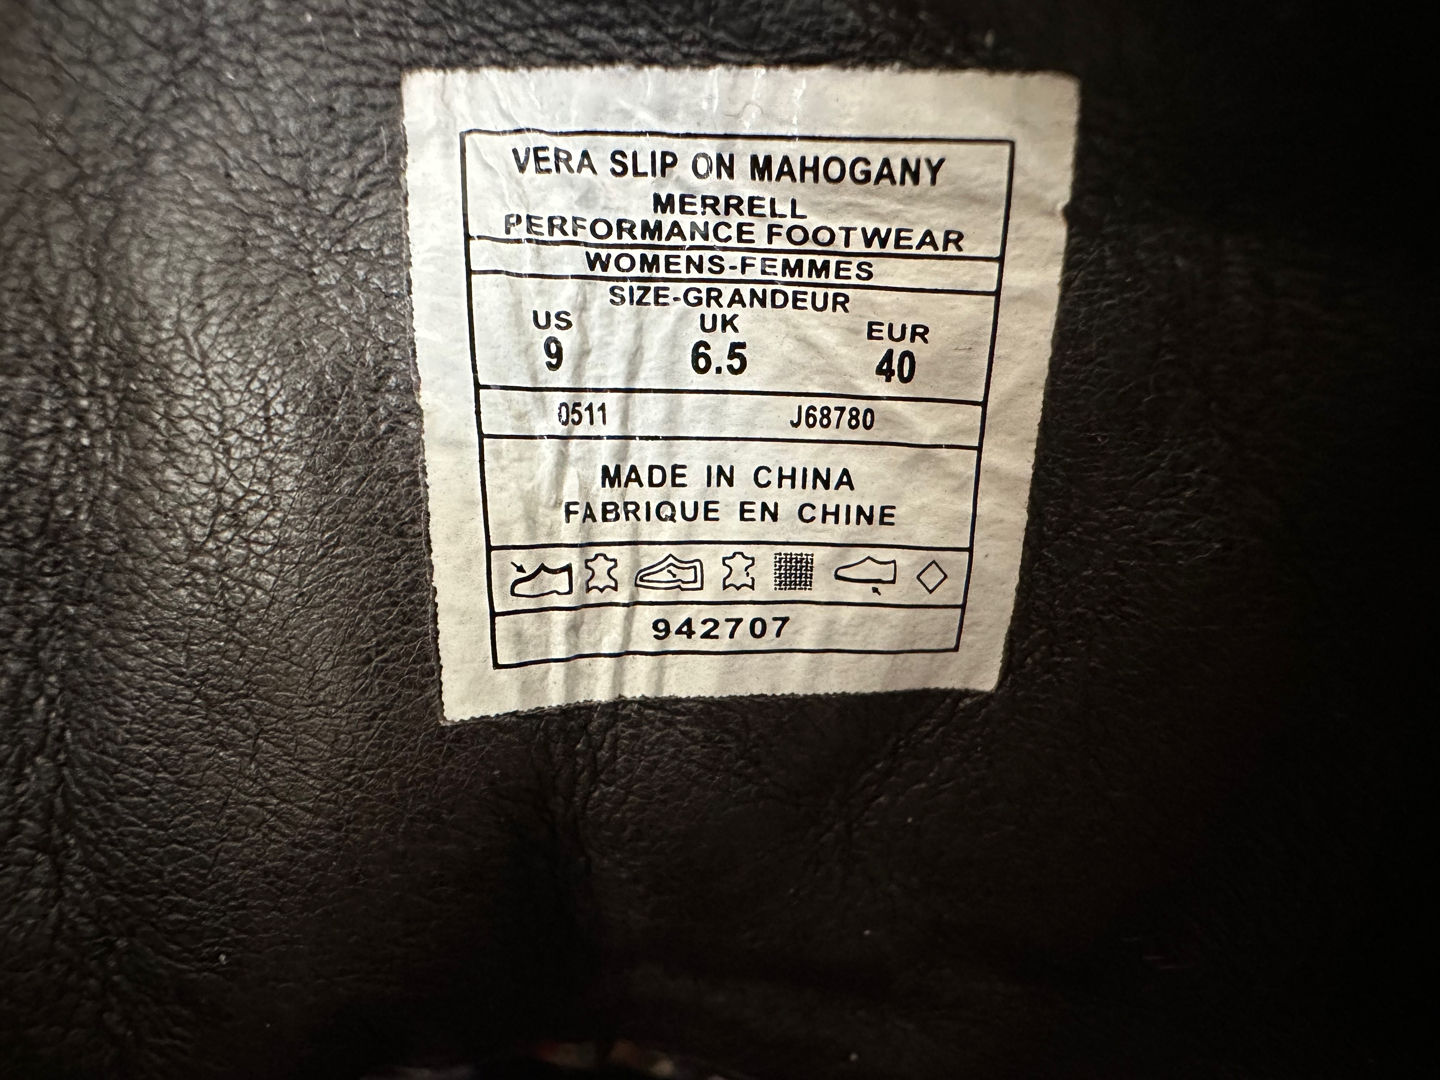 VERA SLIP ON MAHOGANY
MERRELL
PERFORMANCE FOOTWEAR
WOMENS-FEMMES
SIZE-GRANDEUR
US UK EUR
9 6.5 40
0511 J68780
MADE IN CHINA
FABRIQUE EN CHINE
942707